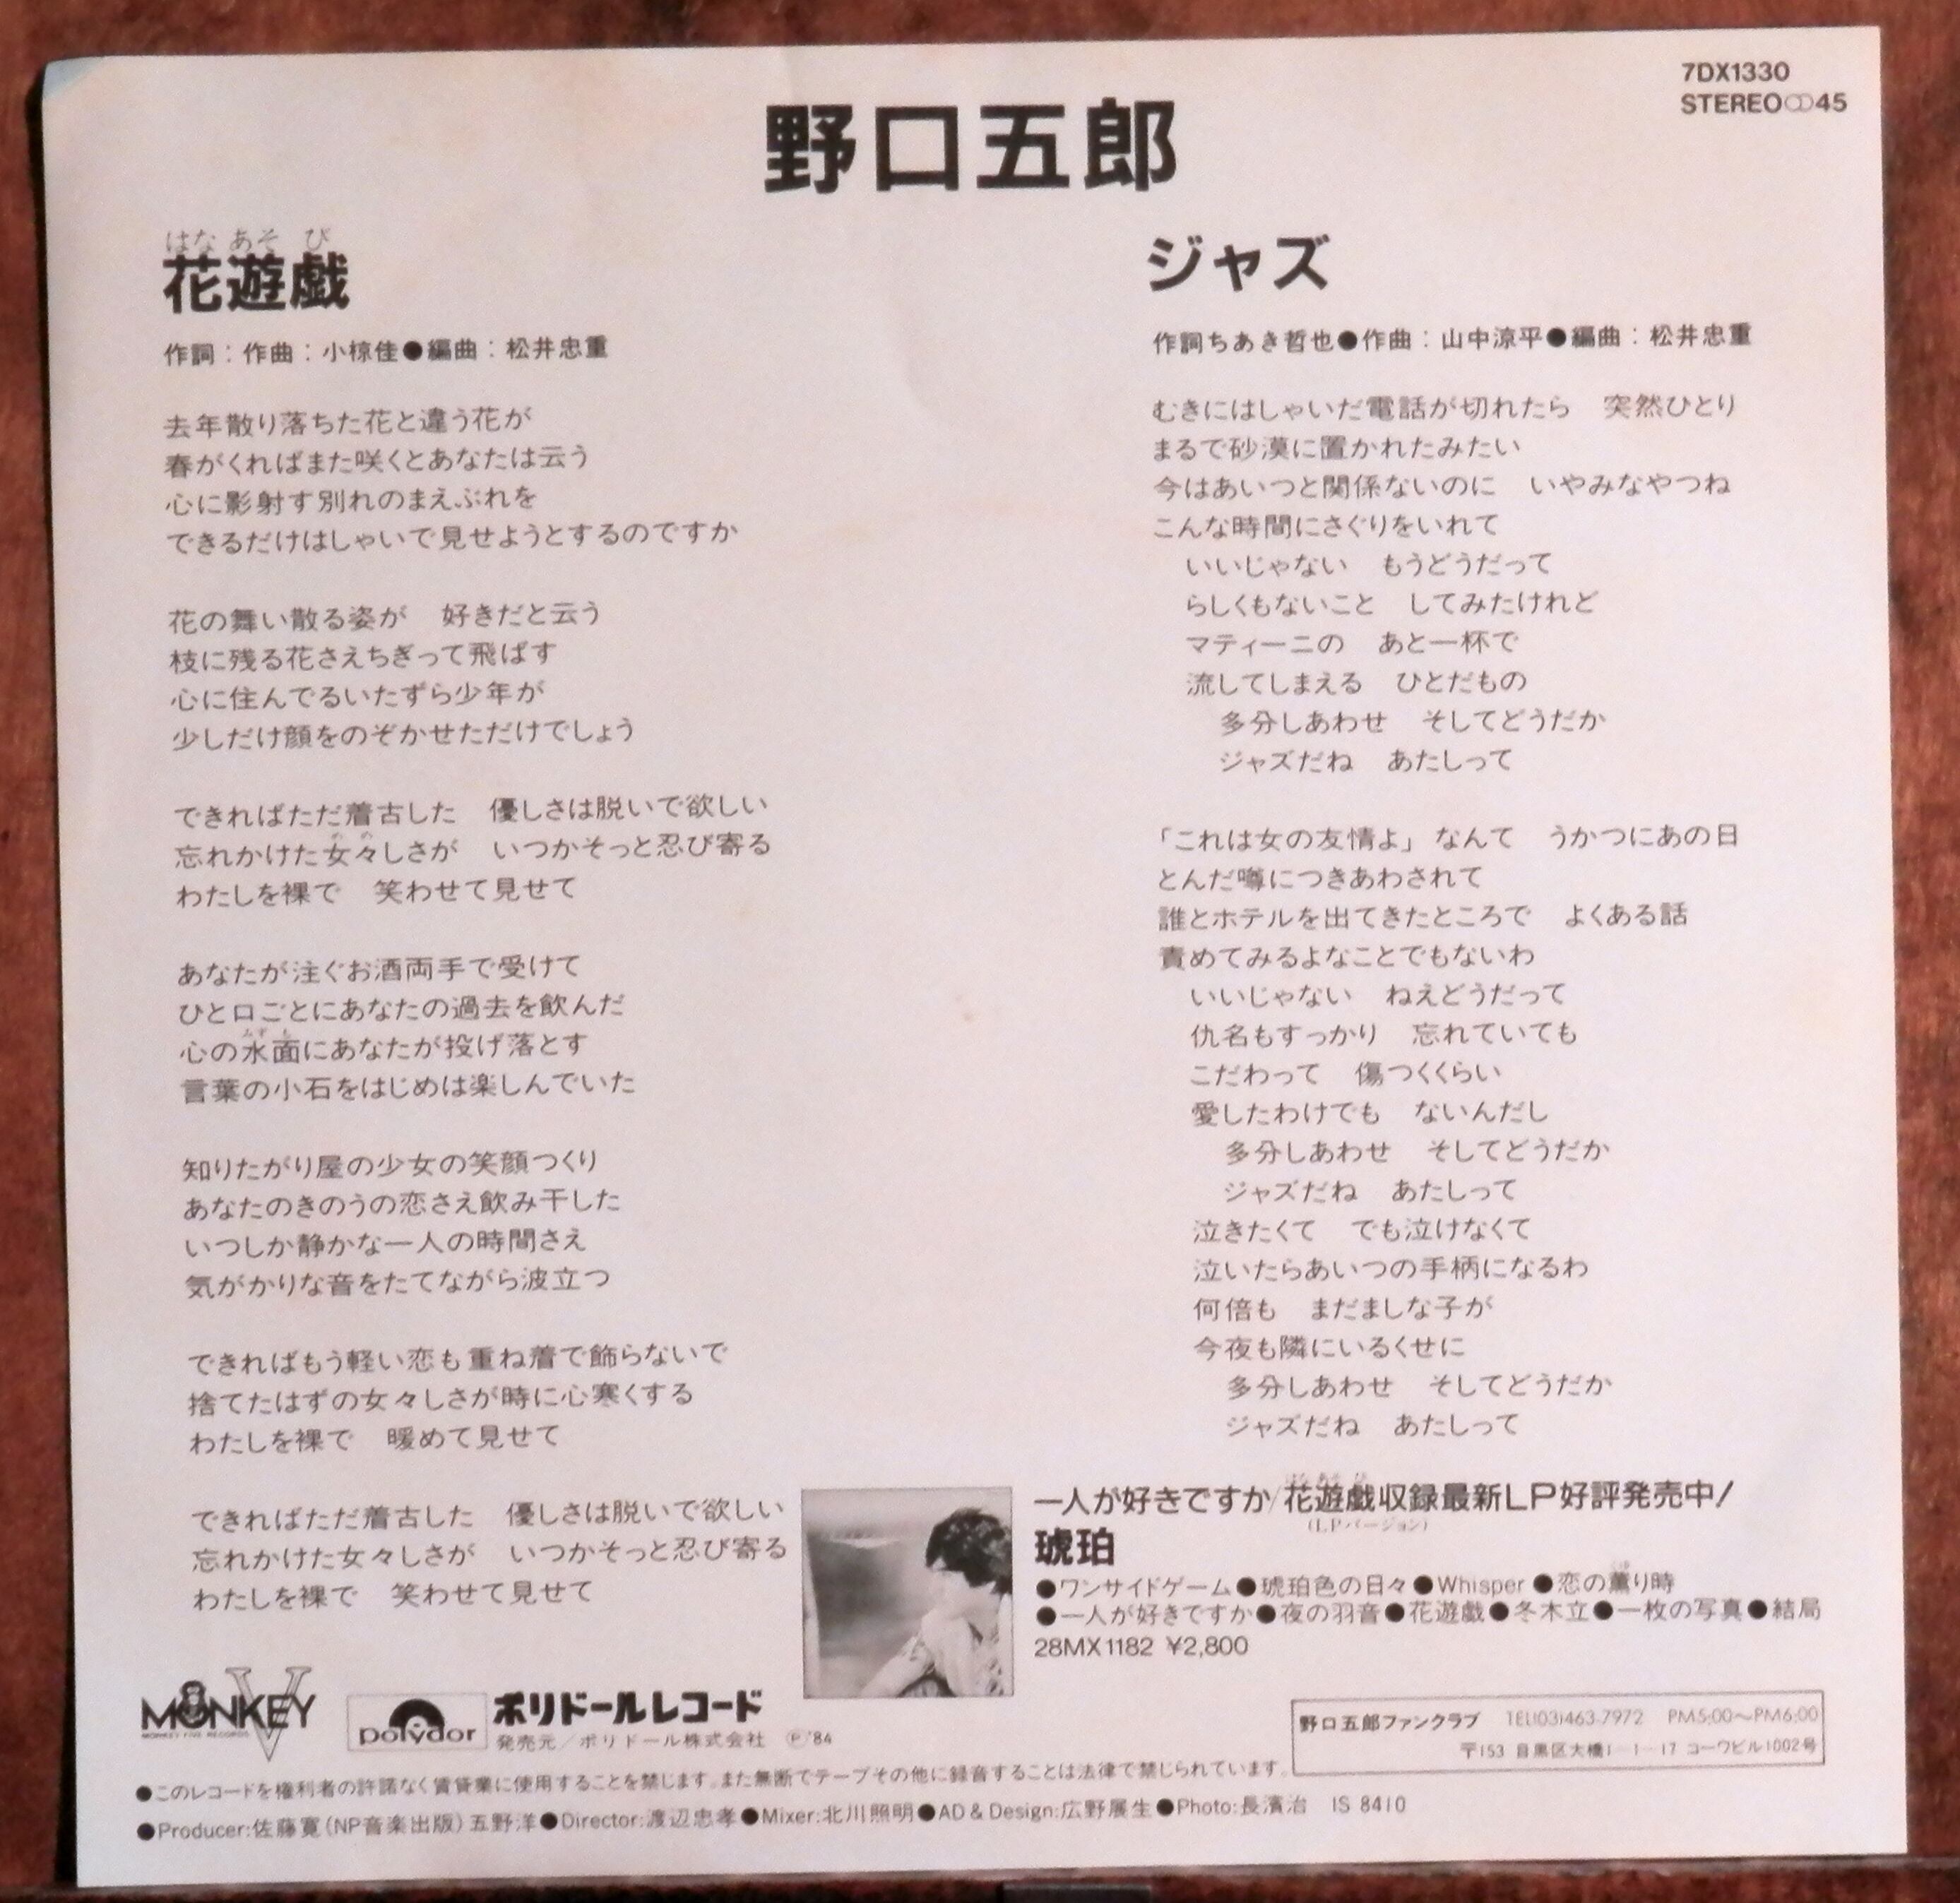 7DX1330
STEREO 45
野口五郎
はな あそ び
花遊戯
作詞：作曲：小椋佳●編曲：松井忠重
去年散り落ちた花と違う花が
春がくればまた咲くとあなたは云う
心に影射す別れのまえぶれを
できるだけはしゃいで見せようとするのですか
花の舞い散る姿が　好きだと云う
枝に残る花さえちぎって飛ばす
心に住んでるいたずら少年が
少しだけ顔をのぞかせただけでしょう
できればただ着古した　優しさは脱いで欲しい
め め
忘れかけた女々しさが　いつかそっと忍び寄る
わたしを裸で　笑わせて見せて
あなたが注ぐお酒両手で受けて
ひと口ごとにあなたの過去を飲んだ
みず も
心の水面にあなたが投げ落とす
言葉の小石をはじめは楽しんでいた
知りたがり屋の少女の笑顔つくり
あなたのきのうの恋さえ飲み干した
いつしか静かな一人の時間さえ
気がかりな音をたてながら波立つ
できればもう軽い恋も重ね着で飾らないで
捨てたはずの女々しさが時に心寒くする
わたしを裸で　暖めて見せて
できればただ着古した　優しさは脱いで欲しい
忘れかけた女々しさが　いつかそっと忍び寄る
わたしを裸で　笑わせて見せて
ジャズ
作詞ちあき哲也●作曲：山中涼平●編曲：松井忠重
むきにはしゃいだ電話が切れたら　突然ひとり
まるで砂漠に置かれたみたい
今はあいつと関係ないのに　いやみなやつね
こんな時間にさぐりをいれて
いいじゃない　もうどうだって
らしくもないこと　してみたけれど
マティーニの　あと一杯で
流してしまえる　ひとだもの
多分しあわせ　そしてどうだか
ジャズだね　あたしって
「これは女の友情よ」なんて　うかつにあの日
とんだ噂につきあわされて
誰とホテルを出てきたところで　よくある話
責めてみるよなことでもないわ
いいじゃない　ねえどうだって
仇名もすっかり　忘れていても
こだわって　傷つくくらい
愛したわけでも　ないんだし
多分しあわせ　そしてどうだか
ジャズだね　あたしって
泣きたくて　でも泣けなくて
泣いたらあいつの手柄になるわ
何倍も　まだましな子が
今夜も隣にいるくせに
多分しあわせ　そしてどうだか
ジャズだね　あたしって
はな あそ び
一人が好きですか/花遊戯収録最新LP好評発売中!
(LPバージョン)
琥珀
●ワンサイドゲーム●琥珀色の日々●Whisper●恋の薫り時
●一人が好きですか●夜の羽音●花遊戯●冬木立●一枚の写真●結局
28MX1182 ¥2,800
MONKEY V
MONKEY FIVE RECORDS
polydor
ポリドールレコード
発売元／ポリドール株式会社　Ⓟ'84
野口五郎ファンクラブ　TEL(03)463-7972　PM5:00〜PM6:00
〒153 目黒区大橋1−1−17 コーワビル1002号
●このレコードを権利者の許諾なく賃貸業に使用することを禁じます。また無断でテープその他に録音することは法律で禁じられています。
●Producer:佐藤寛(NP音楽出版)五野洋●Director:渡辺忠孝●Mixer:北川照明●AD & Design:広野展生●Photo:長濱治　IS 8410